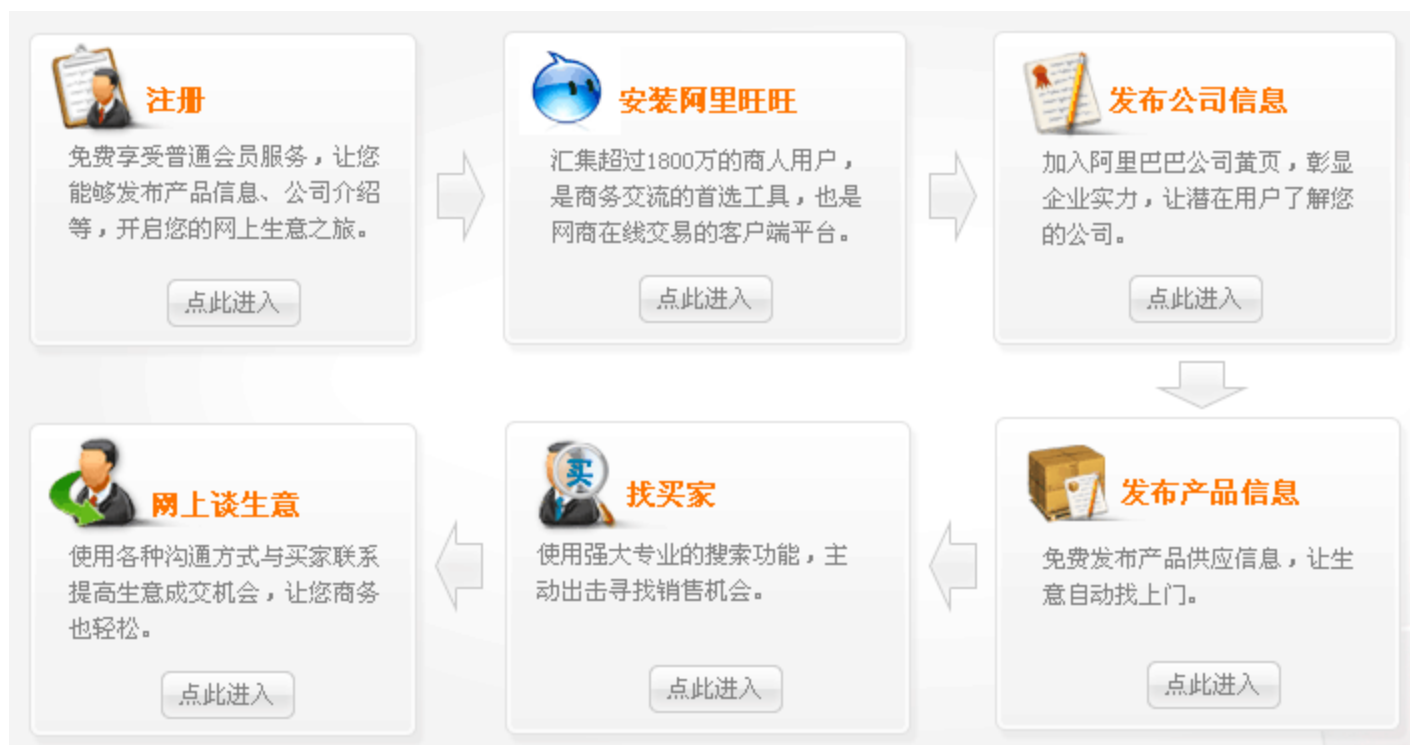 注册
免费享受普通会员服务，让您
能够发布产品信息、公司介绍
等，开启您的网上生意之旅。
点此进入
安装阿里旺旺
汇集超过1800万的商人用户，
是商务交流的首选工具，也是
网商在线交易的客户端平台。
点此进入
发布公司信息
加入阿里巴巴公司黄页，彰显
企业实力，让潜在用户了解您
的公司。
点此进入
发布产品信息
免费发布产品供应信息，让生
意自动找上门。
点此进入
买
找买家
使用强大专业的搜索功能，主
动出击寻找销售机会。
点此进入
网上谈生意
使用各种沟通方式与买家联系
提高生意成交机会，让您商务
也轻松。
点此进入